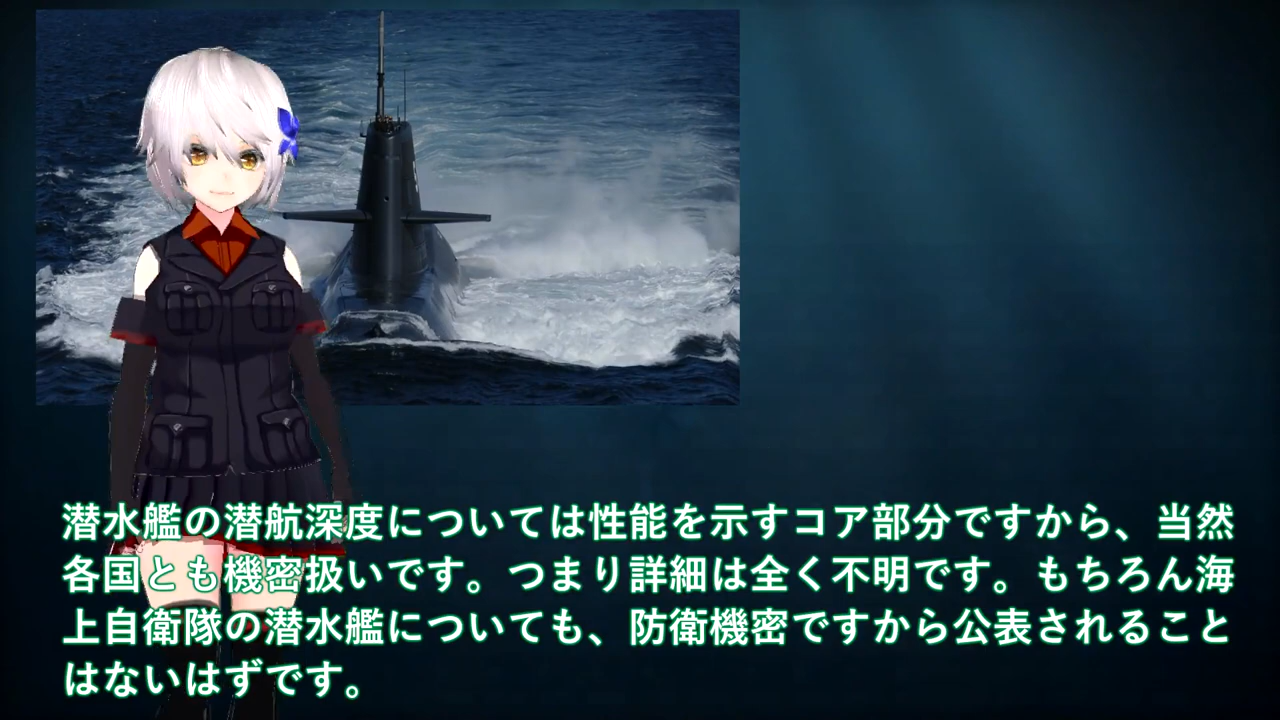 潜水艦の潜航深度については性能を示すコア部分ですから、当然
各国とも機密扱いです。つまり詳細は全く不明です。もちろん海
上自衛隊の潜水艦についても、防衛機密ですから公表されること
はないはずです。